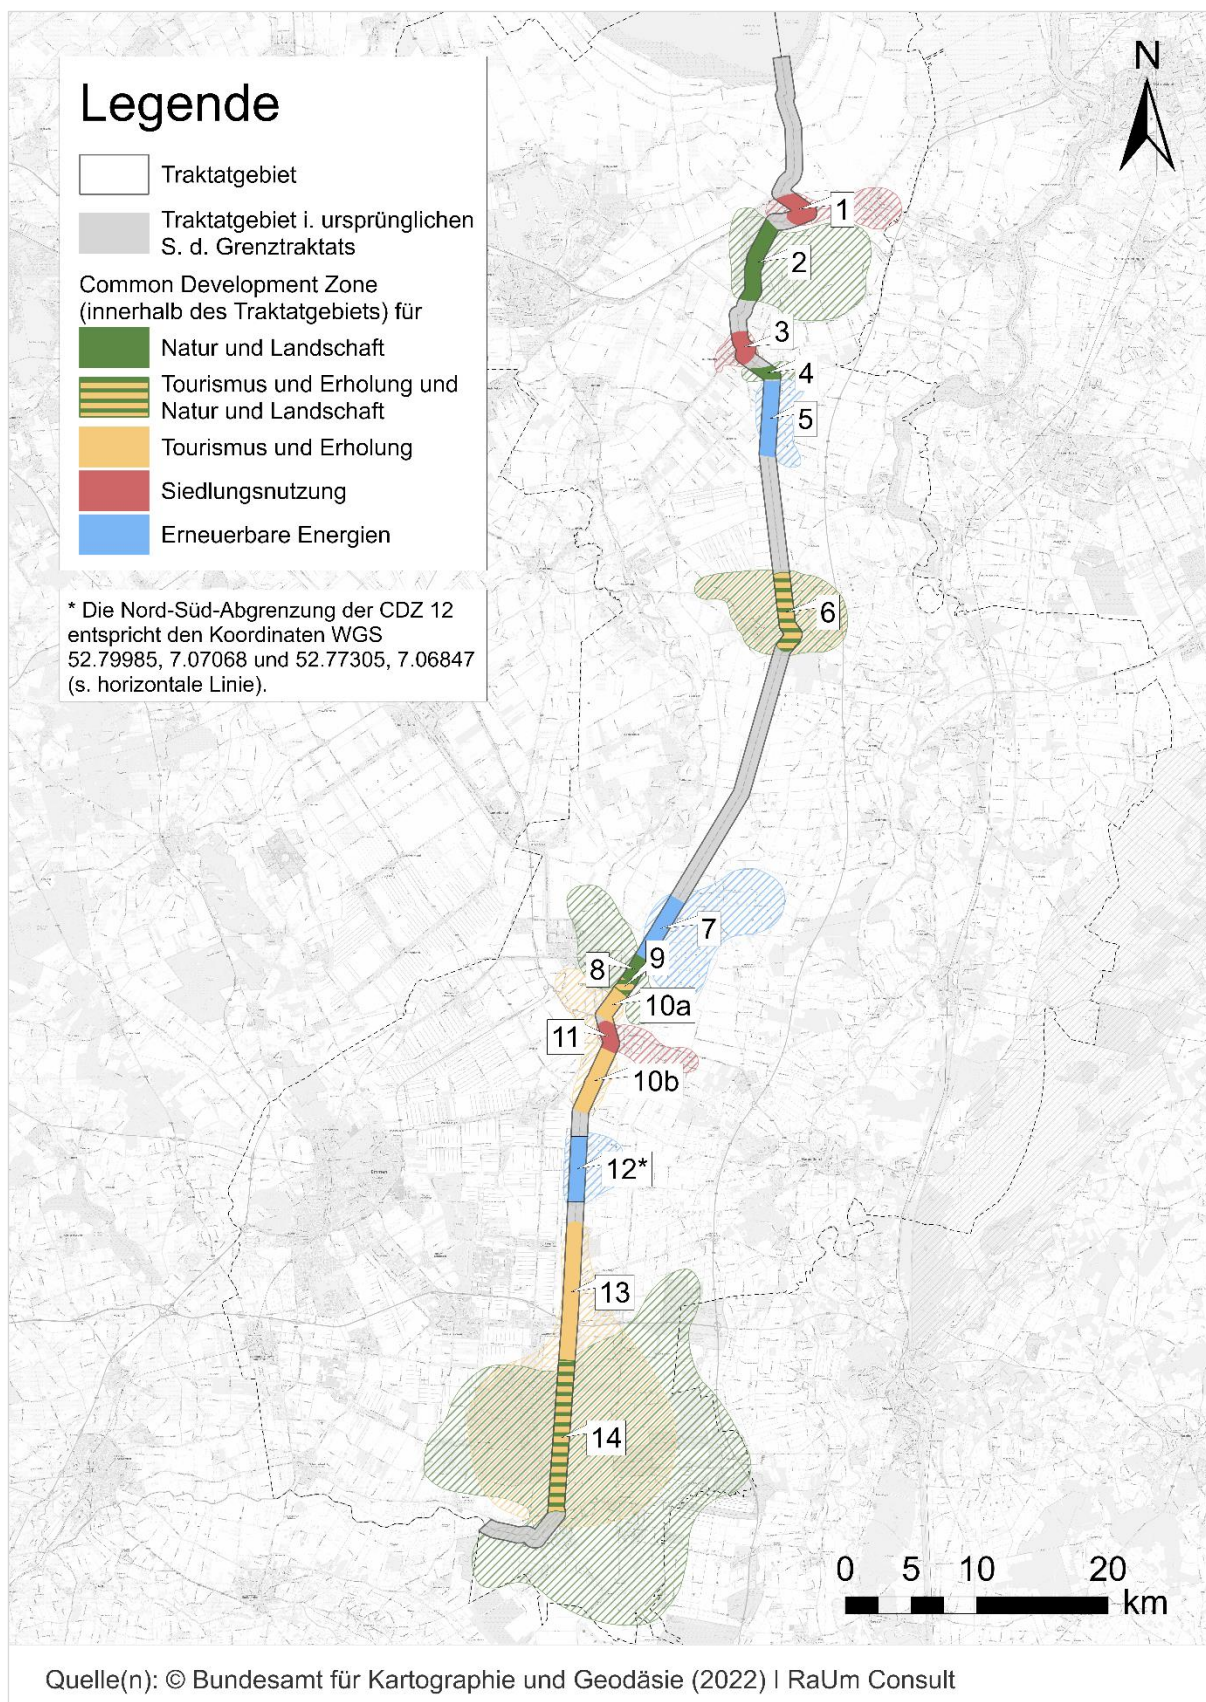 N
Legende
Traktatgebiet
Traktatgebiet i. ursprünglichen
S. d. Grenztraktats
Common Development Zone
(innerhalb des Traktatgebiets) für
Natur und Landschaft
Tourismus und Erholung und
Natur und Landschaft
Tourismus und Erholung
Siedlungsnutzung
Erneuerbare Energien
* Die Nord-Süd-Abgrenzung der CDZ 12
entspricht den Koordinaten WGS
52.79985, 7.07068 und 52.77305, 7.06847
(s. horizontale Linie).
1
2
3
4
5
6
7
8
9
10a
11
10b
12*
13
14
0 5 10 20
km
Quelle(n): © Bundesamt für Kartographie und Geodäsie (2022) I RaUm Consult